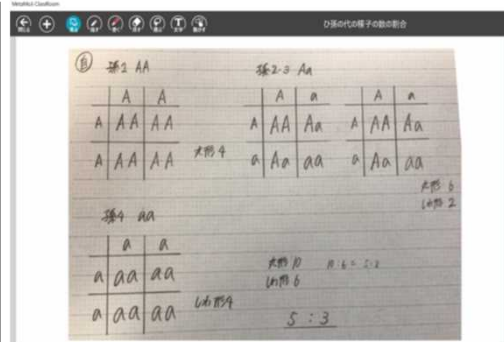 MetaMoJi ClassRoom
ひ孫の代の種子の数の割合
自 孫1 AA
A A
A AA AA
A AA AA
丸形 4
孫2・3 Aa
A a
A AA Aa
a Aa aa
A a
A AA Aa
a Aa aa
丸形 6
しわ形 2
孫4 aa
a a
a aa aa
a aa aa
しわ形4
丸形 10
しわ形 6
10:6 = 5:3
5 : 3